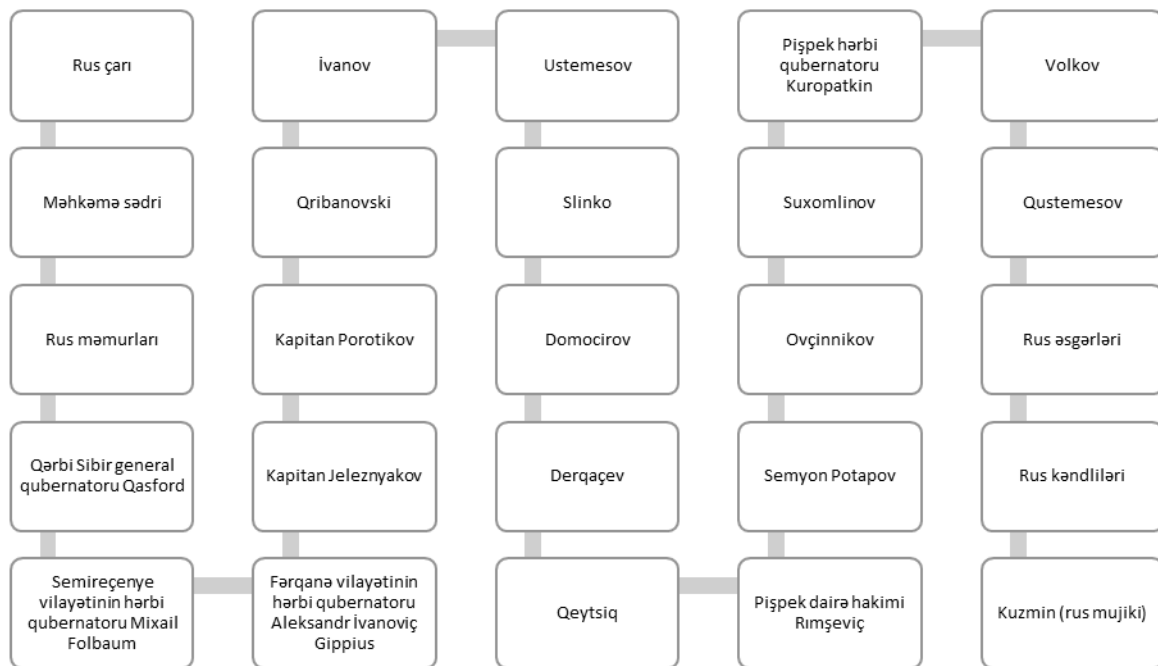 Rus çarı
Məhkəmə sədri
Rus məmurları
Qərbi Sibir general
qubernatoru Qasford
Semireçenye
vilayətinin hərbi
qubernatoru Mixail
Folbaum
Fərqanə vilayətinin
hərbi qubernatoru
Aleksandr İvanoviç
Gippius
Kapitan Jeleznyakov
Kapitan Porotikov
Qribanovski
İvanov
Ustemesov
Slinko
Domocirov
Derqaçev
Qeytsiq
Pişpek dairə hakimi
Rımşeviç
Semyon Potapov
Ovçinnikov
Suxomlinov
Pişpek hərbi
qubernatoru
Kuropatkin
Volkov
Qustemesov
Rus əsgərləri
Rus kəndliləri
Kuzmin (rus mujiki)